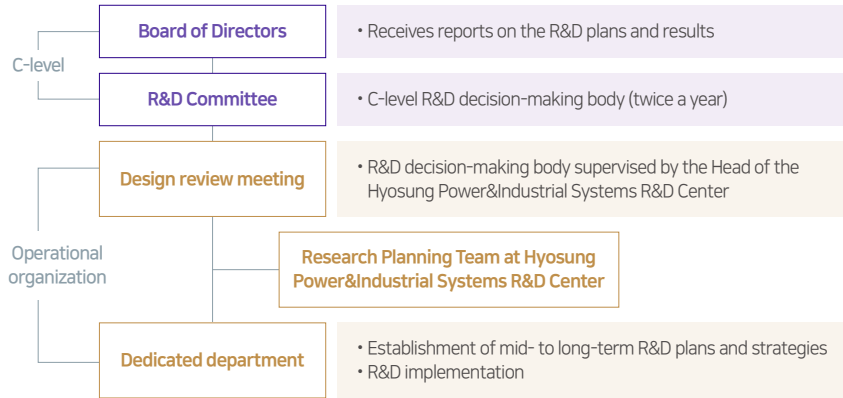 C-level
Board of Directors
• Receives reports on the R&D plans and results
R&D Committee
• C-level R&D decision-making body (twice a year)
Operational
organization
Design review meeting
• R&D decision-making body supervised by the Head of the
Hyosung Power&Industrial Systems R&D Center
Research Planning Team at Hyosung
Power&Industrial Systems R&D Center
Dedicated department
• Establishment of mid- to long-term R&D plans and strategies
• R&D implementation